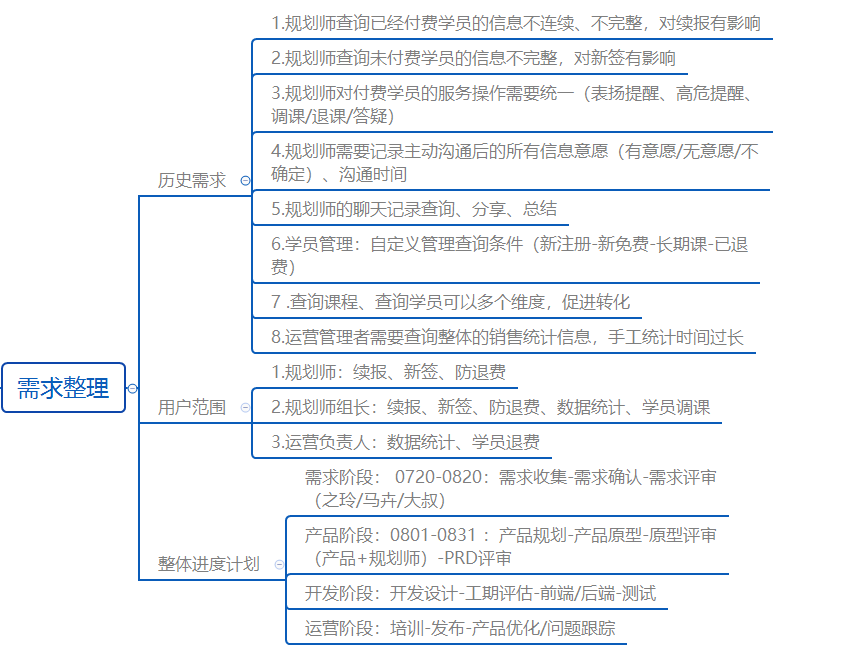 1.规划师查询已经付费学员的信息不连续、不完整，对续报有影响
2.规划师查询未付费学员的信息不完整，对新签有影响
3.规划师对付费学员的服务操作需要统一（表扬提醒、高危提醒、
调课/退课/答疑）
4.规划师需要记录主动沟通后的所有信息意愿（有意愿/无意愿/不
确定）、沟通时间
历史需求
5.规划师的聊天记录查询、分享、总结
6.学员管理：自定义管理查询条件（新注册-新免费-长期课-已退
费）
7 .查询课程、查询学员可以多个维度，促进转化
8.运营管理者需要查询整体的销售统计信息，手工统计时间过长
需求整理
1.规划师：续报、新签、防退费
用户范围
2.规划师组长：续报、新签、防退费、数据统计、学员调课
3.运营负责人：数据统计、学员退费
需求阶段： 0720-0820：需求收集-需求确认-需求评审
（之玲/马卉/大叔）
产品阶段：0801-0831 ：产品规划-产品原型-原型评审
（产品+规划师）-PRD评审
整体进度计划
开发阶段：开发设计-工期评估-前端/后端-测试
运营阶段：培训-发布-产品优化/问题跟踪